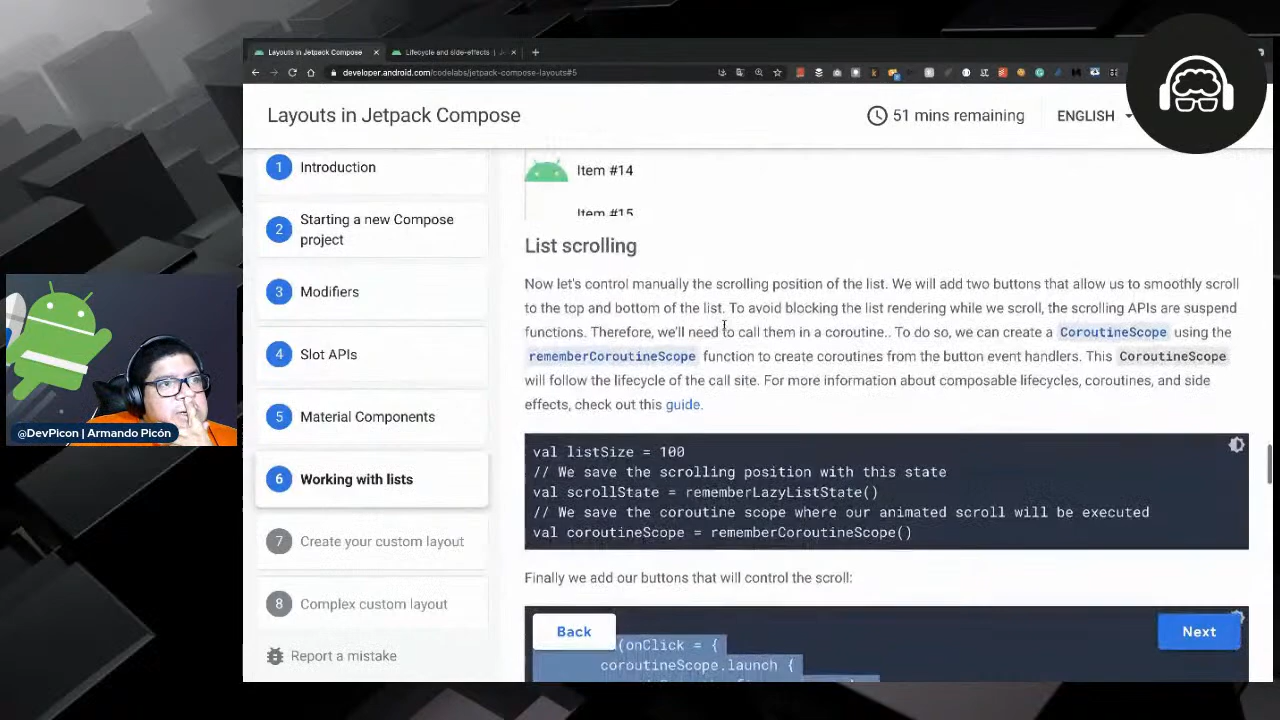 Layouts in Jetpack Compose
Lifecycle and side-effects
developer.android.com/codelabs/jetpack-compose-layouts#5
Layouts in Jetpack Compose
51 mins remaining
ENGLISH
1 Introduction
2 Starting a new Compose
project
3 Modifiers
4 Slot APIs
5 Material Components
6 Working with lists
7 Create your custom layout
8 Complex custom layout
Report a mistake
Item #14
Item #15
List scrolling
Now let's control manually the scrolling position of the list. We will add two buttons that allow us to smoothly scroll
to the top and bottom of the list. To avoid blocking the list rendering while we scroll, the scrolling APIs are suspend
functions. Therefore, we'll need to call them in a coroutine.. To do so, we can create a CoroutineScope using the
rememberCoroutineScope function to create coroutines from the button event handlers. This CoroutineScope
will follow the lifecycle of the call site. For more information about composable lifecycles, coroutines, and side
effects, check out this guide.
val listSize = 100
// We save the scrolling position with this state
val scrollState = rememberLazyListState()
// We save the coroutine scope where our animated scroll will be executed
val coroutineScope = rememberCoroutineScope()
Finally we add our buttons that will control the scroll:
(onClick = {
coroutineScope.launch {
Back
Next
@DevPicon | Armando Picón